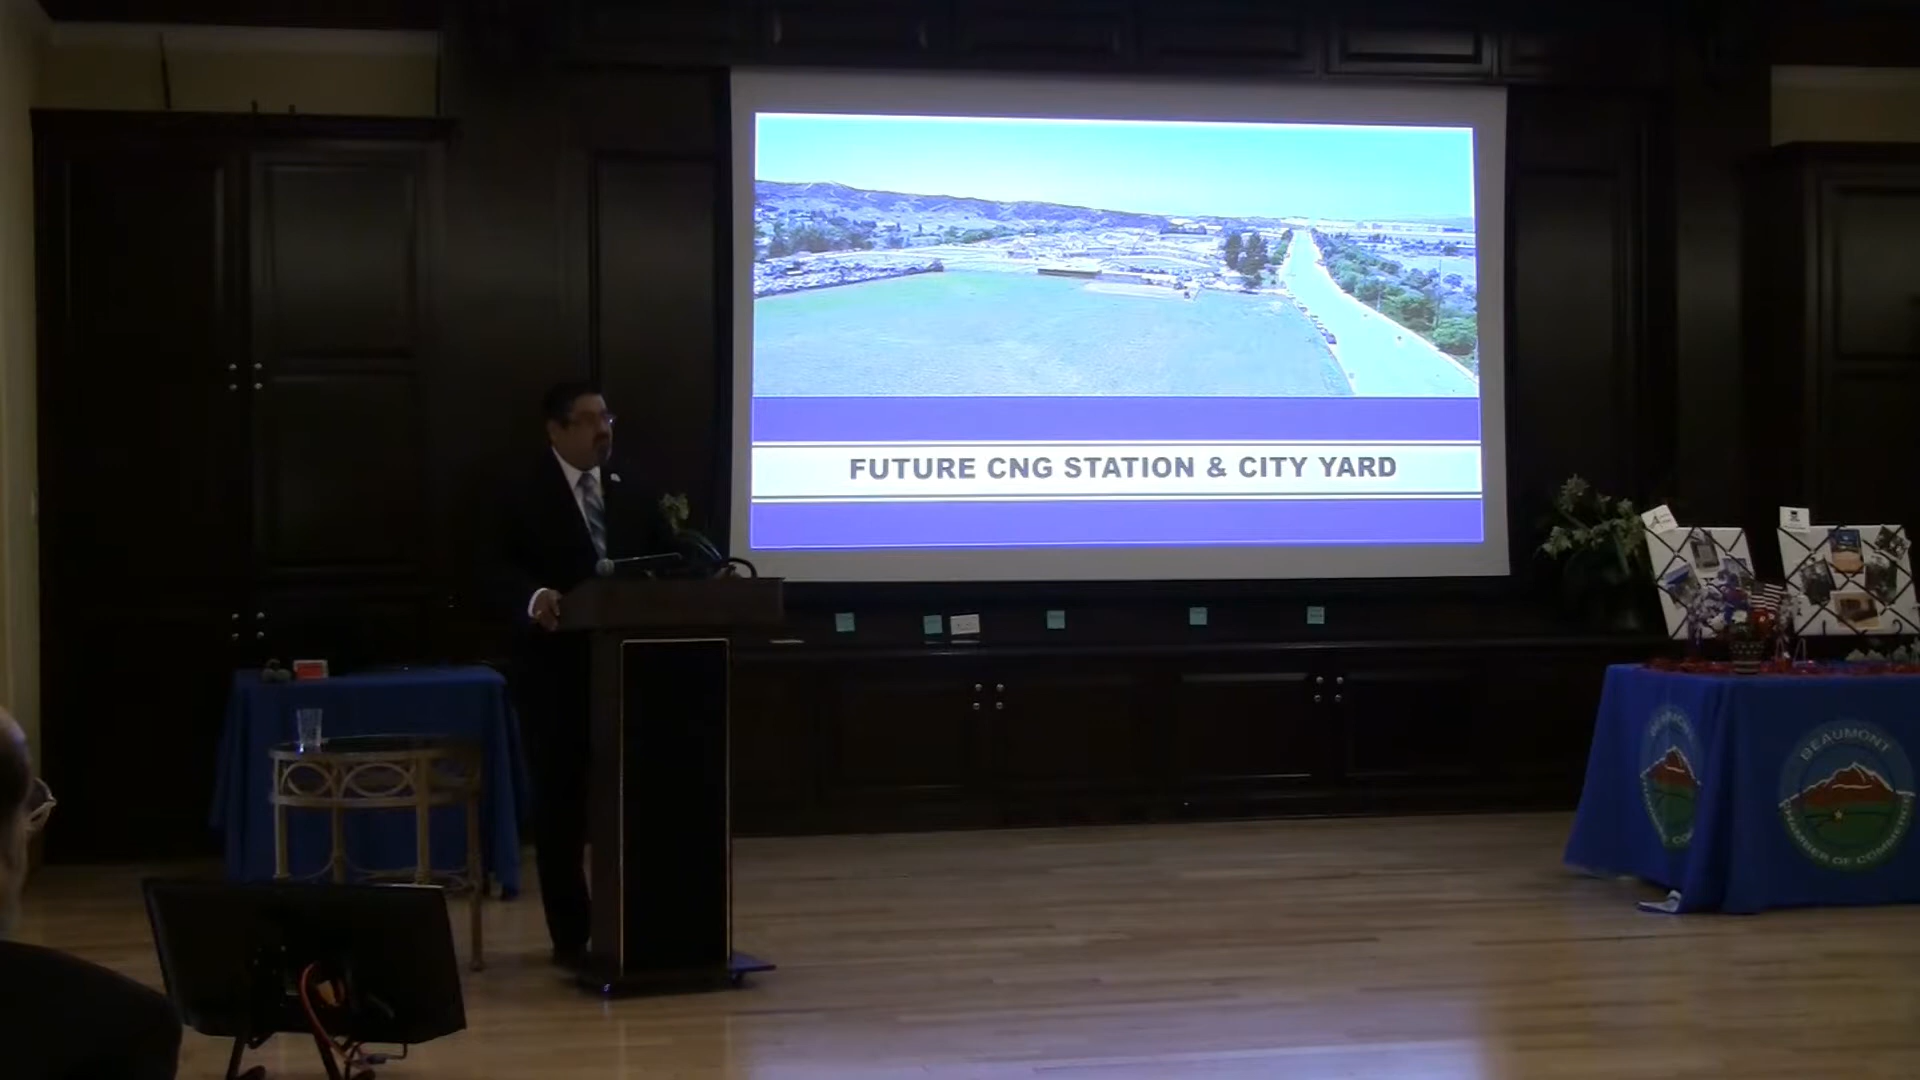 FUTURE CNG STATION & CITY YARD
BEAUMONT
CHAMBER OF COMMERCE